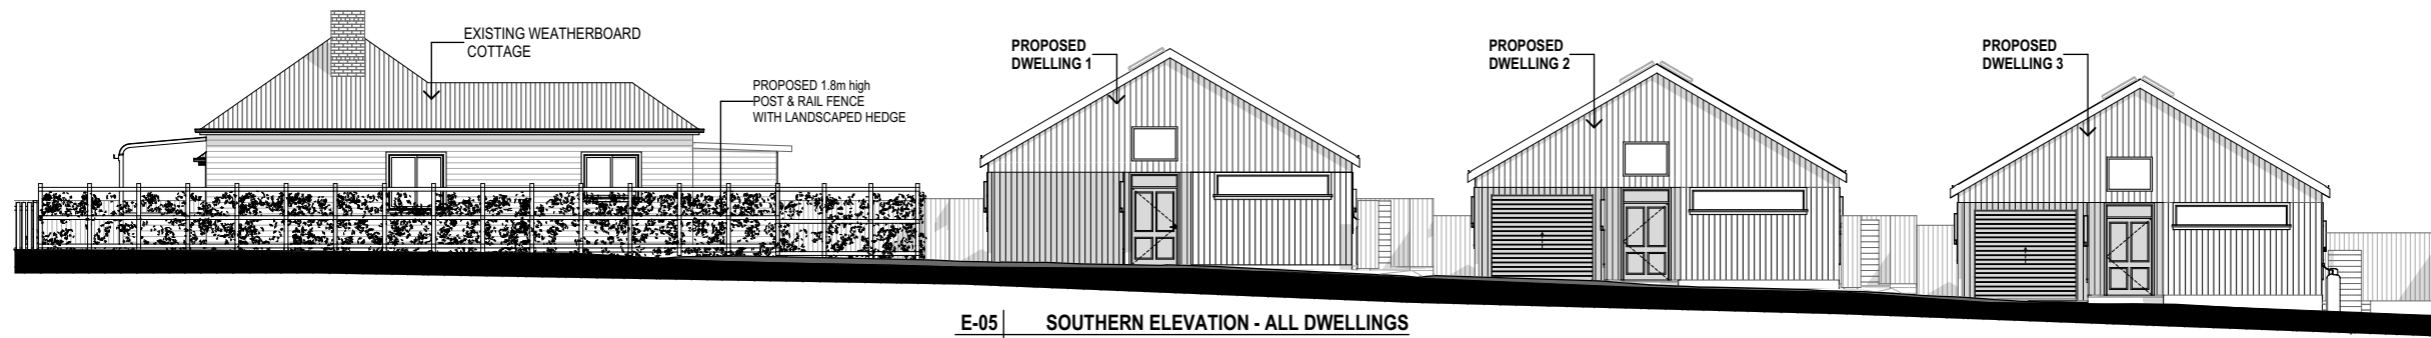 EXISTING WEATHERBOARD
COTTAGE
PROPOSED 1.8m high
POST & RAIL FENCE
WITH LANDSCAPED HEDGE
PROPOSED
DWELLING 1
PROPOSED
DWELLING 2
PROPOSED
DWELLING 3
E-05 SOUTHERN ELEVATION - ALL DWELLINGS